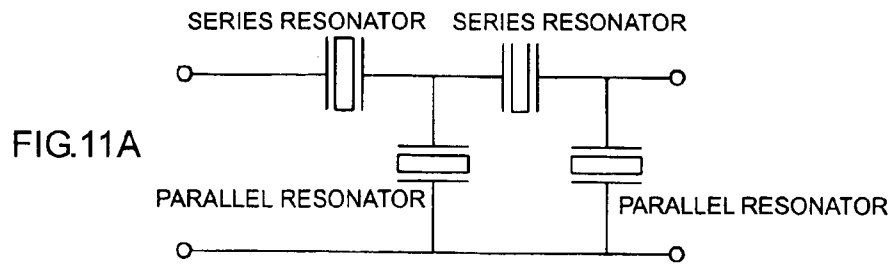 SERIES RESONATOR SERIES RESONATOR
FIG.11A
PARALLEL RESONATOR
PARALLEL RESONATOR